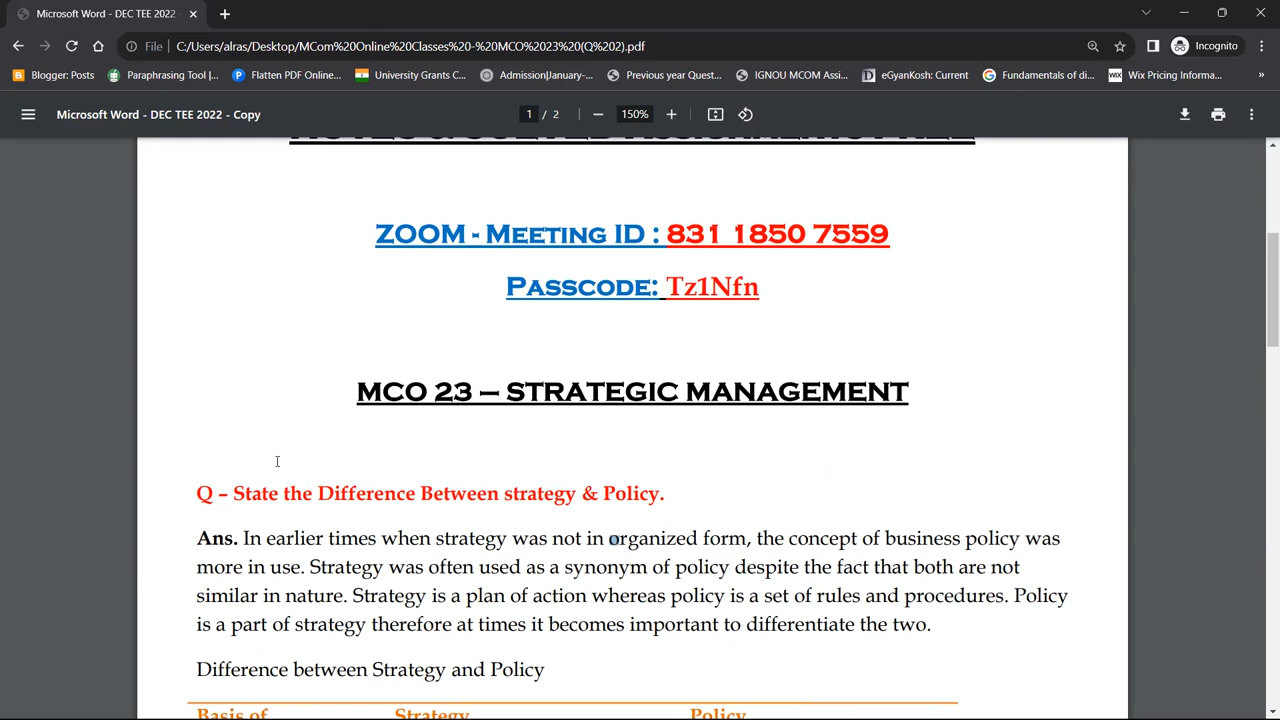 Microsoft Word - DEC TEE 2022 -
Incognito
File C:/Users/alras/Desktop/MCom%20Online%20Classes%20-%20MCO%2023%20(Q%202).pdf
Blogger: Posts Paraphrasing Tool |... Flatten PDF Online... University Grants C... Admission|January-... Previous year Quest... IGNOU MCOM Assi... eGyanKosh: Current Fundamentals of di... Wix Pricing Informa... »
Microsoft Word - DEC TEE 2022 - Copy 1 / 2 150%
ZOOM - Meeting ID : 831 1850 7559
Passcode: Tz1Nfn
MCO 23 – STRATEGIC MANAGEMENT
Q – State the Difference Between strategy & Policy.
Ans. In earlier times when strategy was not in organized form, the concept of business policy was
more in use. Strategy was often used as a synonym of policy despite the fact that both are not
similar in nature. Strategy is a plan of action whereas policy is a set of rules and procedures. Policy
is a part of strategy therefore at times it becomes important to differentiate the two.
Difference between Strategy and Policy
Basis of Strategy Policy